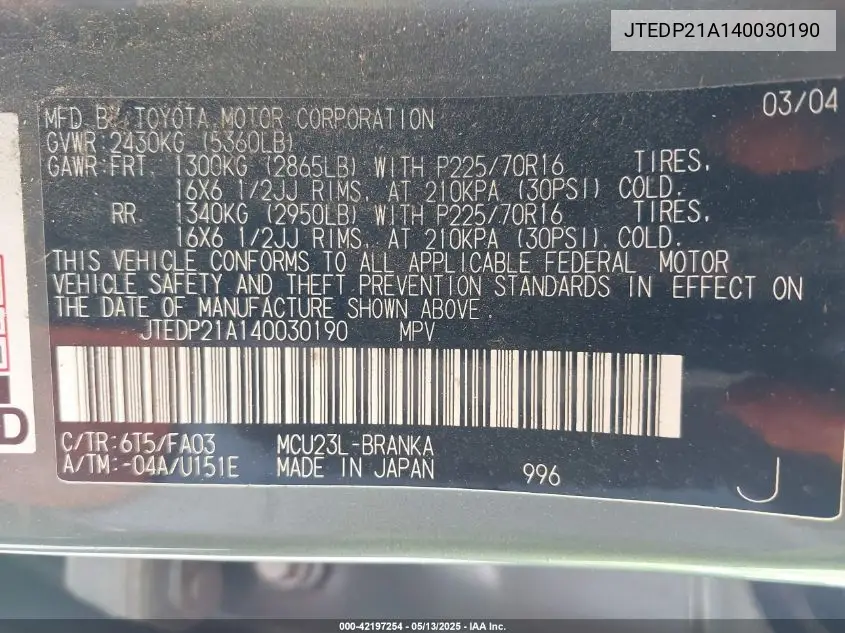 JTEDP21A140030190
03/04
MFD. BY TOYOTA MOTOR CORPORATION
GVWR:2430KG (5360LB)
GAWR:FRT. 1300KG (2865LB) WITH P225/70R16 TIRES,
16X6 1/2JJ RIMS, AT 210KPA (30PSI) COLD.
RR. 1340KG (2950LB) WITH P225/70R16 TIRES,
16X6 1/2JJ RIMS, AT 210KPA (30PSI) COLD.
THIS VEHICLE CONFORMS TO ALL APPLICABLE FEDERAL MOTOR
VEHICLE SAFETY AND THEFT PREVENTION STANDARDS IN EFFECT ON
THE DATE OF MANUFACTURE SHOWN ABOVE.
JTEDP21A140030190 MPV
C/TR:6T5/FA03 MCU23L-BRANKA
A/TM:-04A/U151E MADE IN JAPAN 996
J
D
000-42197254 - 05/13/2025 - IAA Inc.